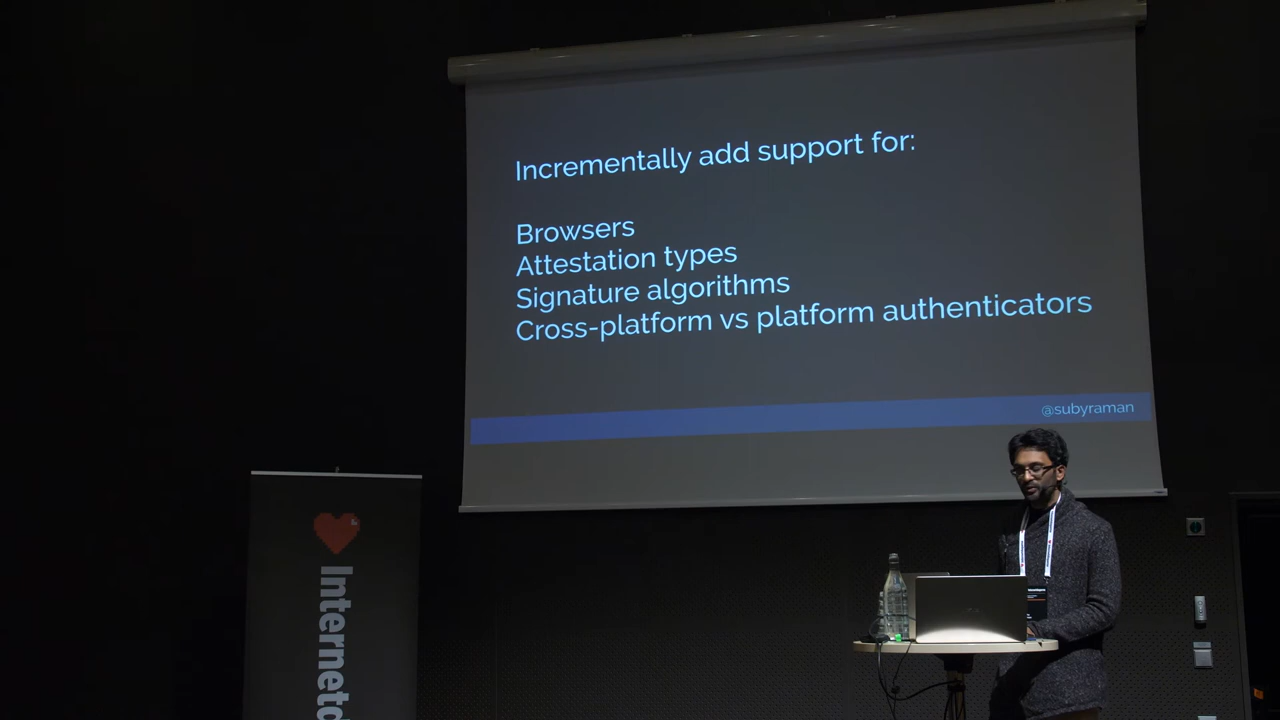 Incrementally add support for:
Browsers
Attestation types
Signature algorithms
Cross-platform vs platform authenticators
@subyraman
Internetd